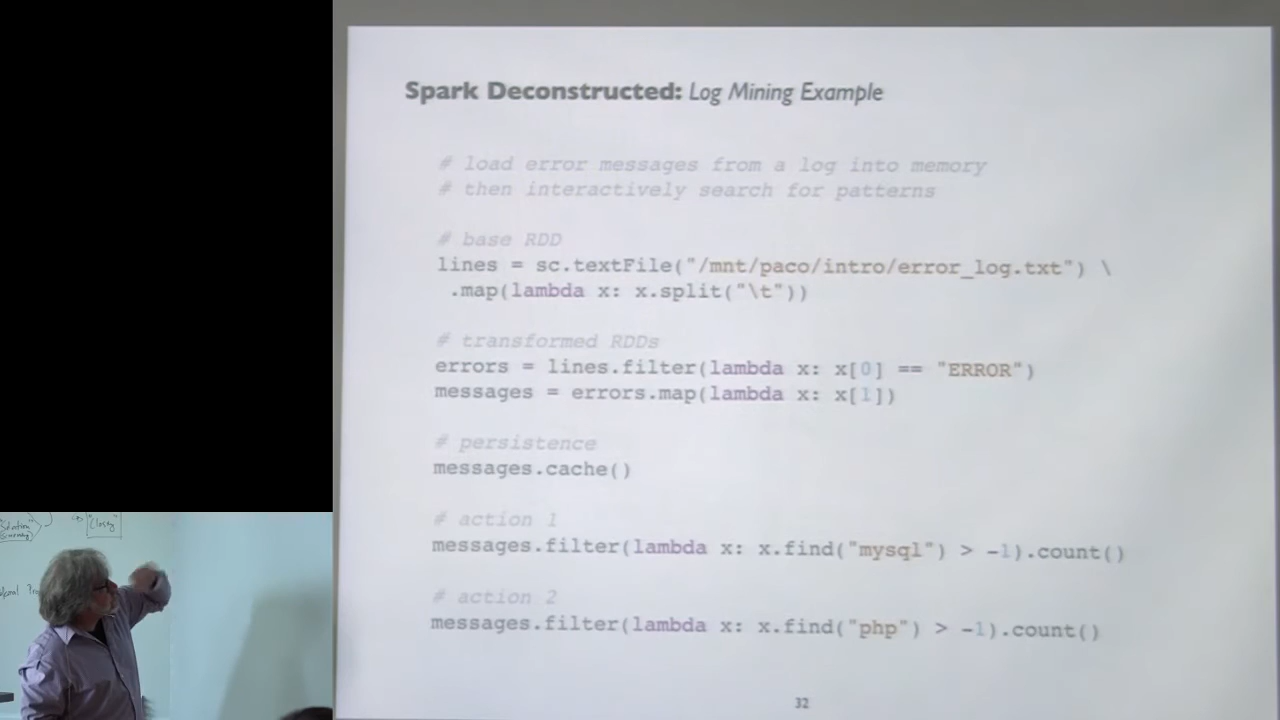 Spark Deconstructed: Log Mining Example
# load error messages from a log into memory
# then interactively search for patterns
# base RDD
lines = sc.textFile("/mnt/paco/intro/error_log.txt") \
.map(lambda x: x.split("\t"))
# transformed RDDs
errors = lines.filter(lambda x: x[0] == "ERROR")
messages = errors.map(lambda x: x[1])
# persistence
messages.cache()
# action 1
messages.filter(lambda x: x.find("mysql") > -1).count()
# action 2
messages.filter(lambda x: x.find("php") > -1).count()
32